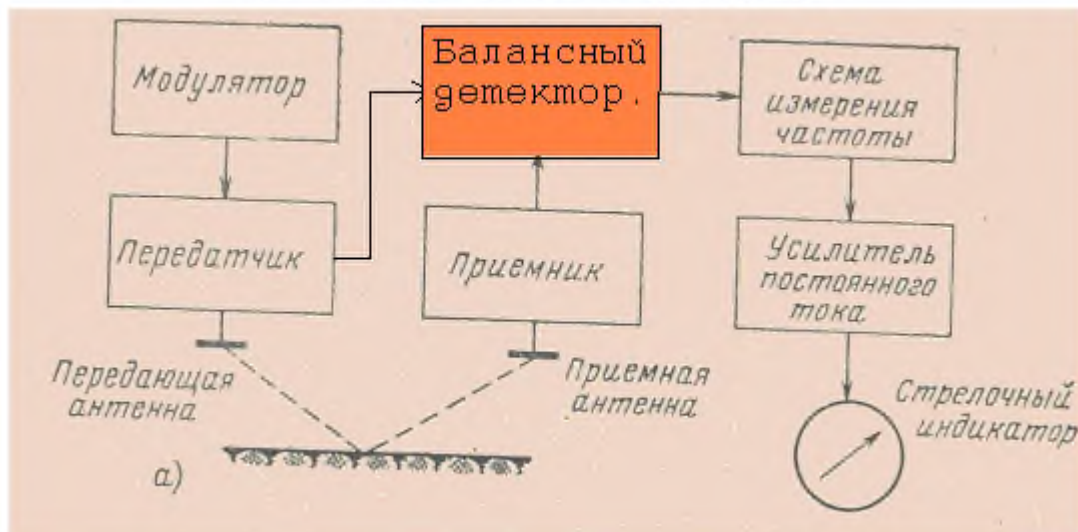 Модулятор
Балансный
детектор.
Схема
измерения
частоты
Передатчик
Приемник
Усилитель
постоянного
тока
Передающая
антенна
Приемная
антенна
Стрелочный
индикатор
а)